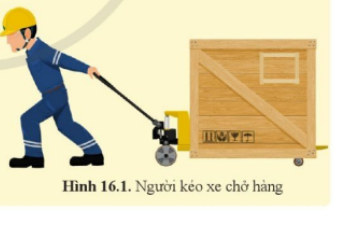 Hình 16.1. Người kéo xe chở hàng